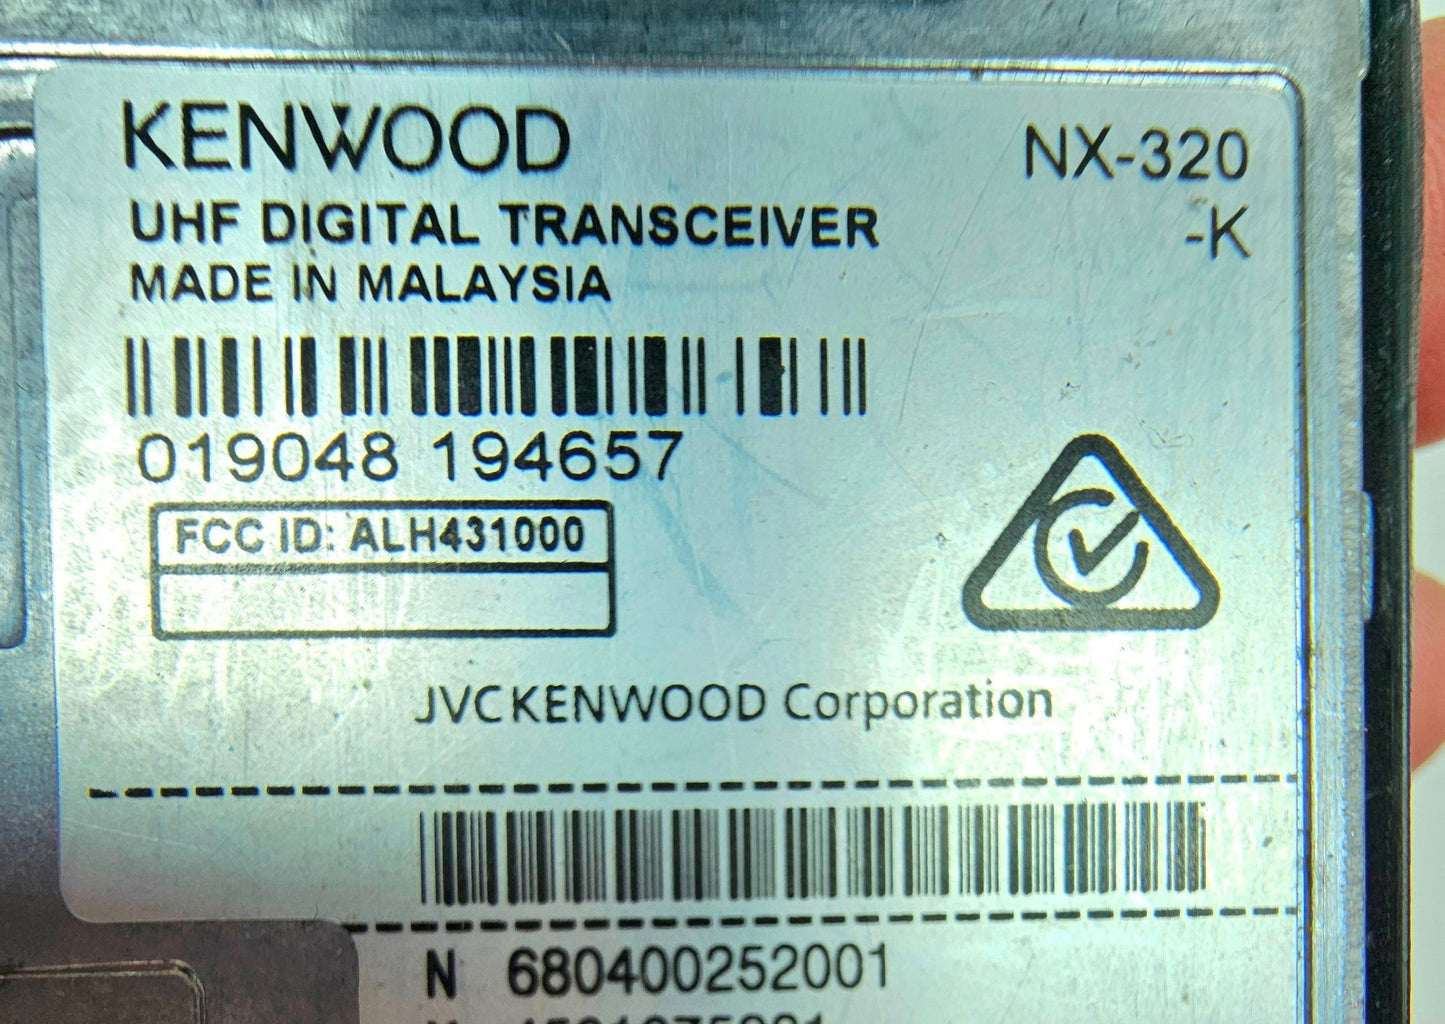 KENWOOD
NX-320
-K
UHF DIGITAL TRANSCEIVER
MADE IN MALAYSIA
019048 194657
FCC ID: ALH431000
JVCKENWOOD Corporation
N 680400252001